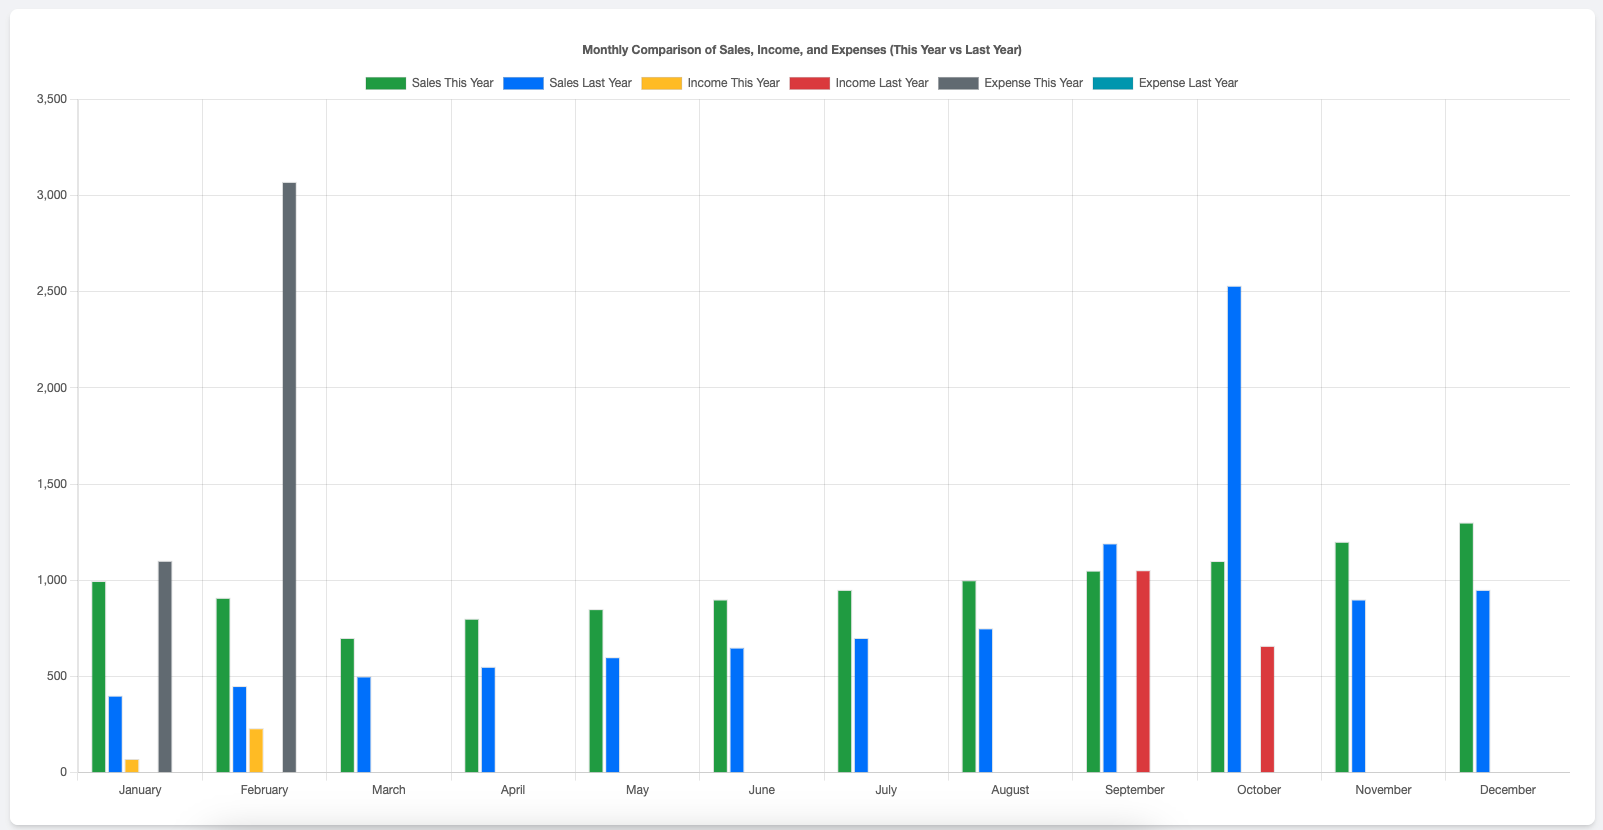 Monthly Comparison of Sales, Income, and Expenses (This Year vs Last Year)
Sales This Year Sales Last Year Income This Year Income Last Year Expense This Year Expense Last Year
3,500
3,000
2,500
2,000
1,500
1,000
500
0
January February March April May June July August September October November December